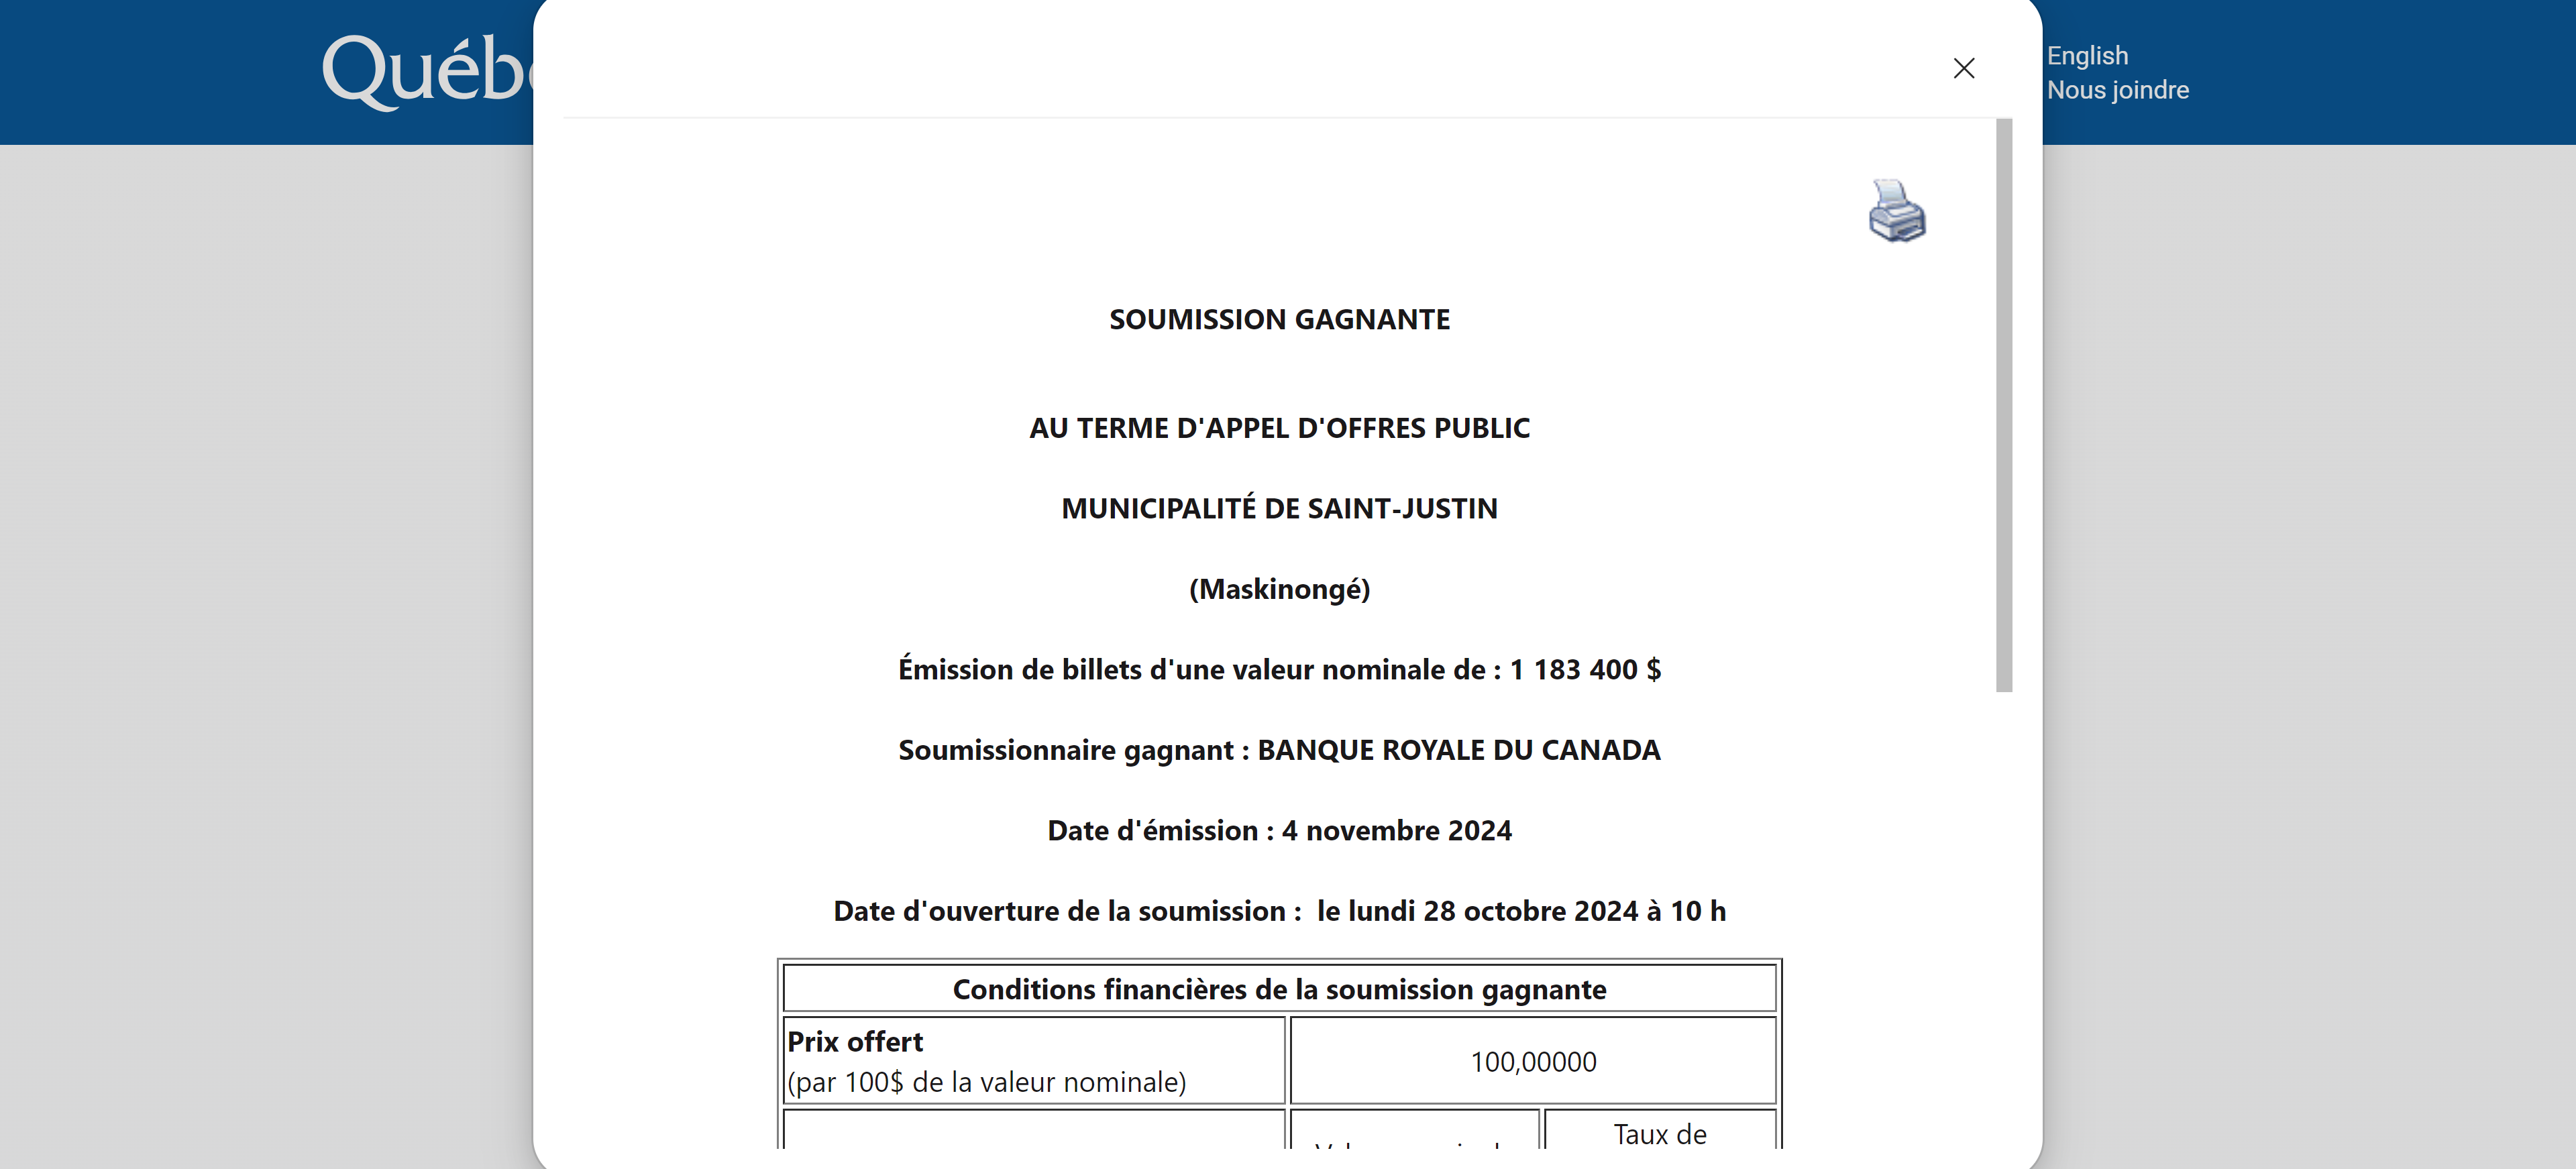 Québ
English
Nous joindre
SOUMISSION GAGNANTE
AU TERME D'APPEL D'OFFRES PUBLIC
MUNICIPALITÉ DE SAINT-JUSTIN
(Maskinongé)
Émission de billets d'une valeur nominale de : 1 183 400 $
Soumissionnaire gagnant : BANQUE ROYALE DU CANADA
Date d'émission : 4 novembre 2024
Date d'ouverture de la soumission : le lundi 28 octobre 2024 à 10 h
Conditions financières de la soumission gagnante
Prix offert
(par 100$ de la valeur nominale)
100,00000
Taux de